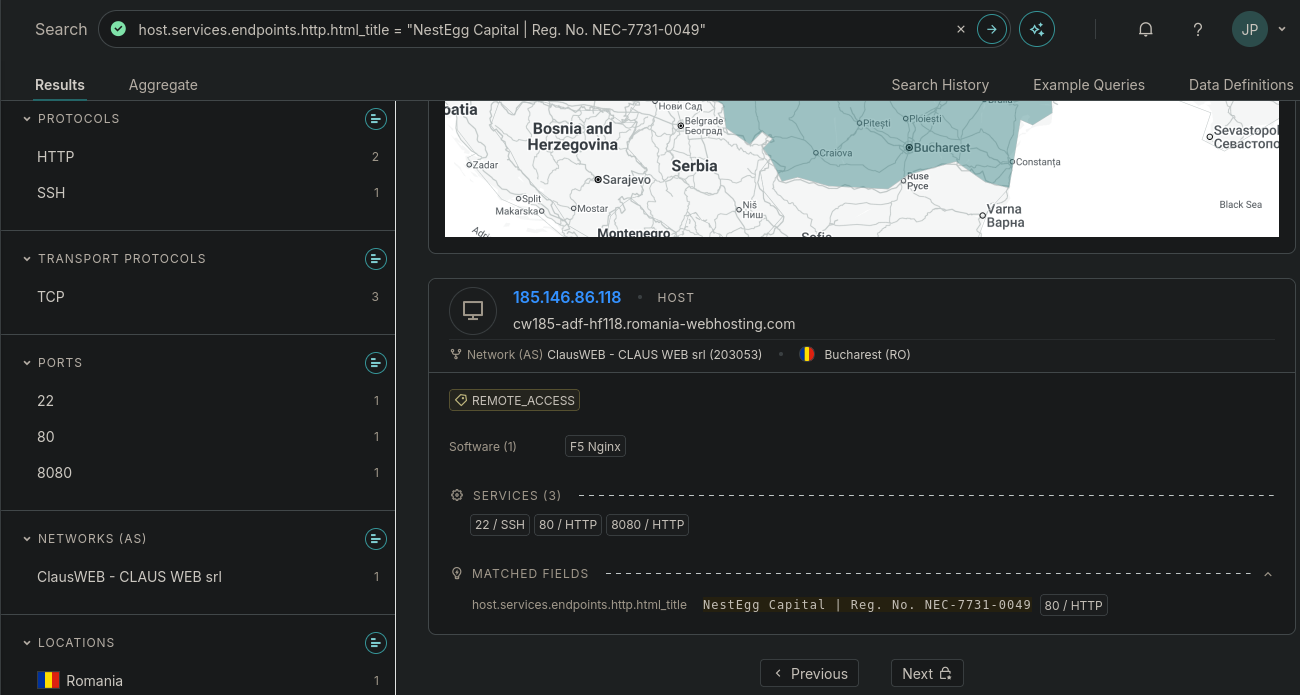 Search
host.services.endpoints.http.html_title = "NestEgg Capital | Reg. No. NEC-7731-0049"
JP
Results
Aggregate
Search History
Example Queries
Data Definitions
PROTOCOLS
HTTP 2
SSH 1
TRANSPORT PROTOCOLS
TCP 3
PORTS
22 1
80 1
8080 1
NETWORKS (AS)
ClausWEB - CLAUS WEB srl 1
LOCATIONS
Romania 1
oatia
Нови Сад
Bosnia and
Herzegovina
Belgrade
Београд
Pitești
Ploiești
Sevastopol
Севастопо
Zadar
Serbia
Craiova
Bucharest
Constanța
Sarajevo
Ruse
Русе
Split
Makarska
Mostar
Niš
Ниш
Varna
Варна
Black Sea
Montenegro
Sofia
185.146.86.118 • HOST
cw185-adf-hf118.romania-webhosting.com
Network (AS) ClausWEB - CLAUS WEB srl (203053) • Bucharest (RO)
REMOTE_ACCESS
Software (1) F5 Nginx
SERVICES (3)
22 / SSH 80 / HTTP 8080 / HTTP
MATCHED FIELDS
host.services.endpoints.http.html_title NestEgg Capital | Reg. No. NEC-7731-0049 80 / HTTP
Previous
Next